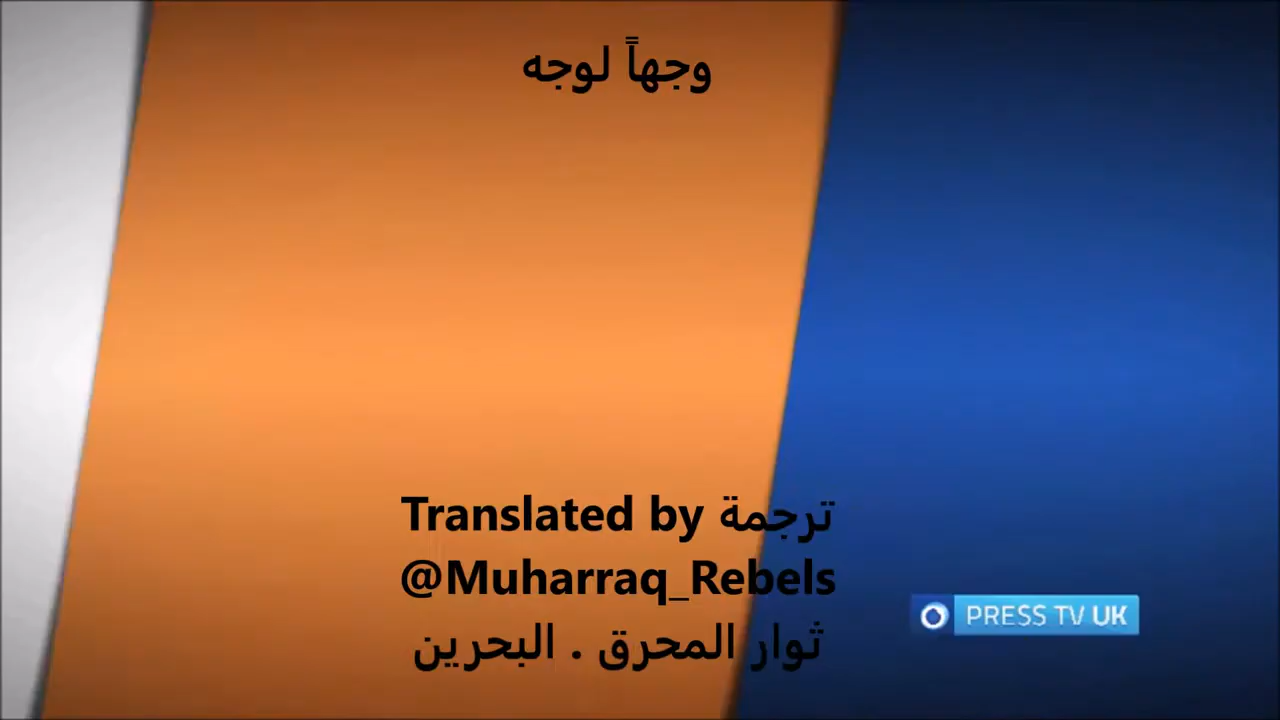 وجهاً لوجه
Translated by ترجمة
@Muharraq_Rebels
ثوار المحرق . البحرين
PRESS TV UK